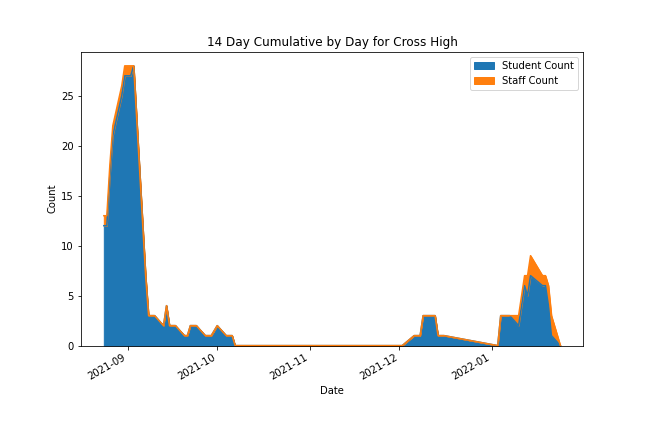 14 Day Cumulative by Day for Cross High
Student Count
Staff Count
25
20
15
10
5
0
Count
2021-09
2021-10
2021-11
2021-12
2022-01
Date